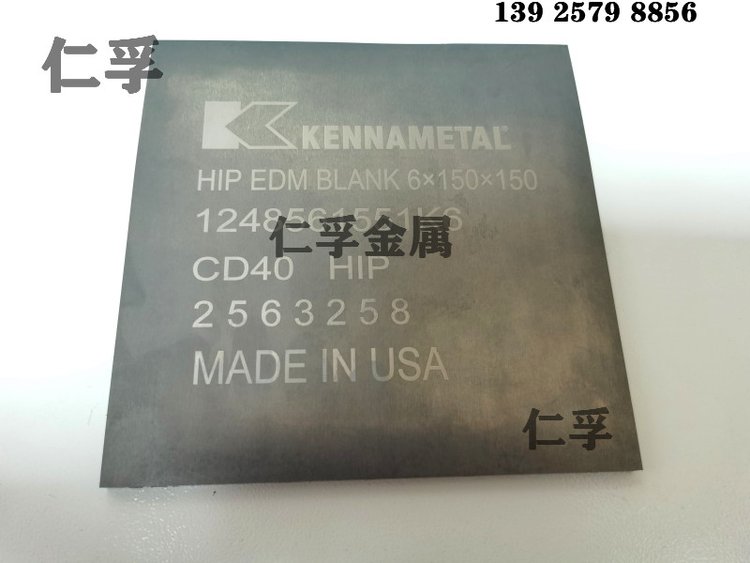 139 2579 8856
仁孚
KENNAMETAL
HIP EDM BLANK 6×150×150
1248561551K6
仁孚金属
CD40 HIP
2563258
MADE IN USA
仁孚